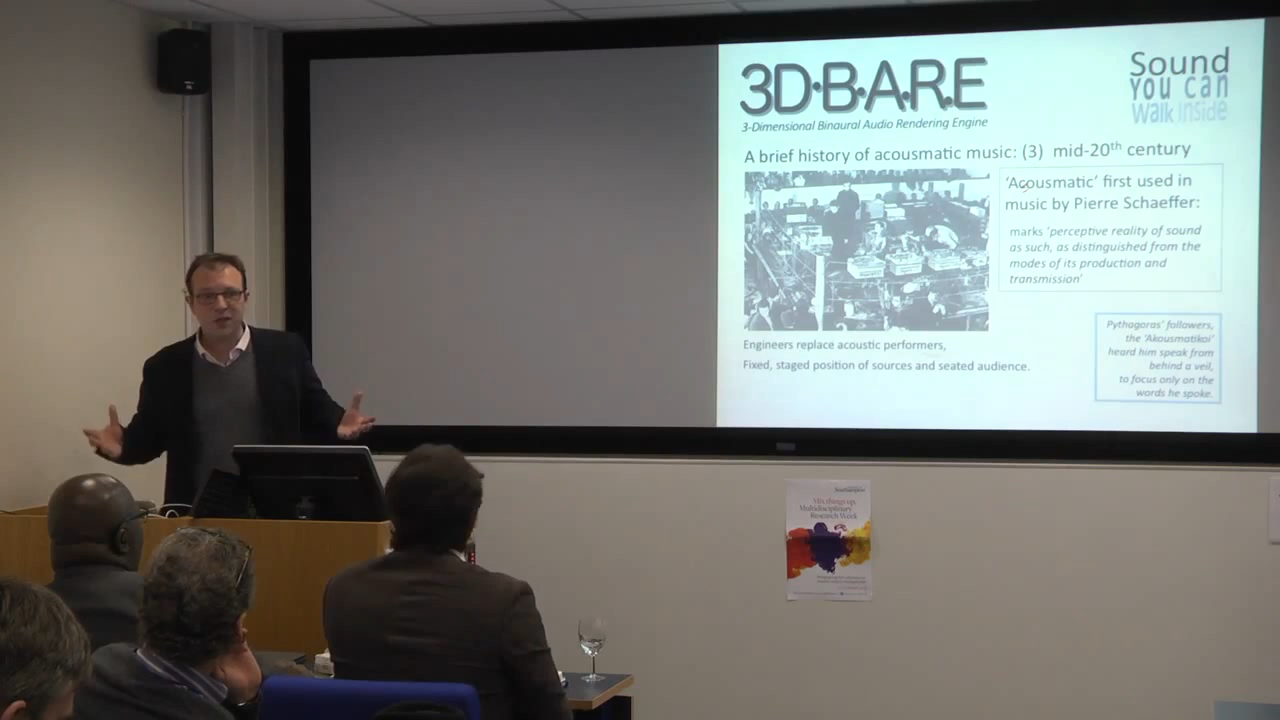 3D·B·A·R·E
3-Dimensional Binaural Audio Rendering Engine
Sound
you can
Walk Inside
A brief history of acousmatic music: (3) mid-20th century
‘Acousmatic’ first used in
music by Pierre Schaeffer:
marks ‘perceptive reality of sound
as such, as distinguished from the
modes of its production and
transmission’
Engineers replace acoustic performers,
Fixed, staged position of sources and seated audience.
Pythagoras’ followers,
the ‘Akousmatikoi’
heard him speak from
behind a veil,
to focus only on the
words he spoke.
Southampton
Mix things up,
Multidisciplinary
Research Week